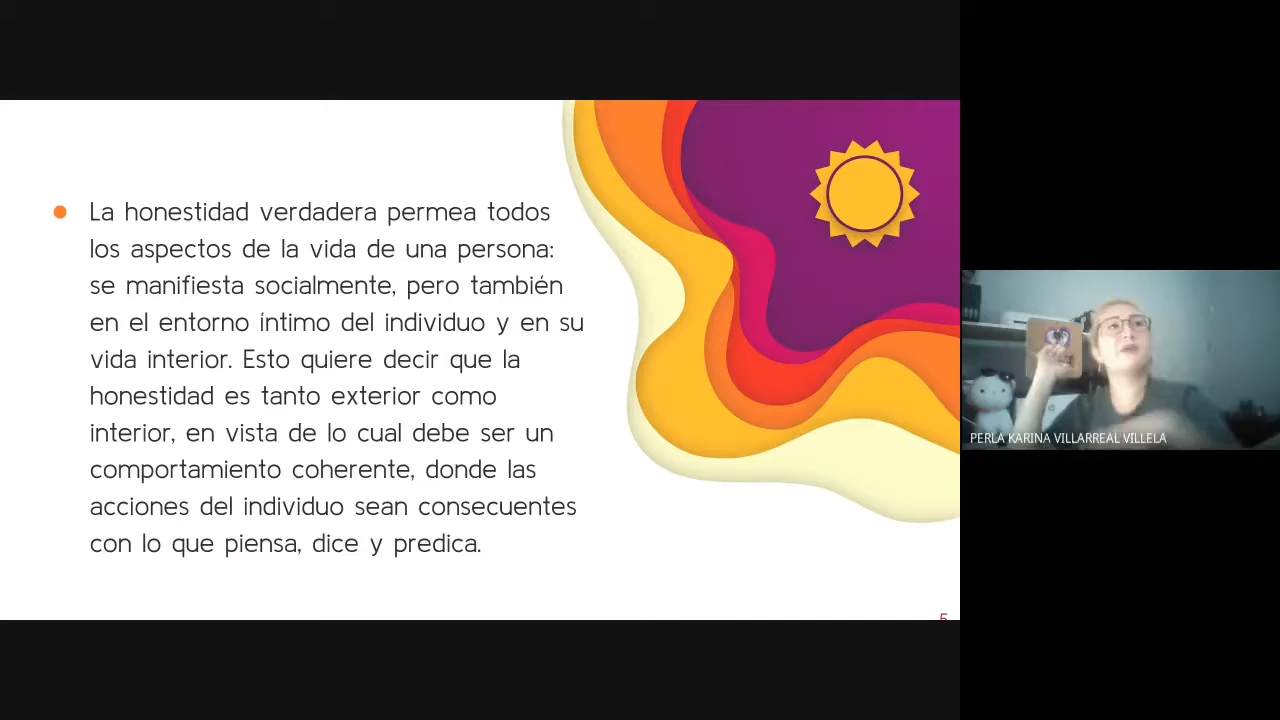 La honestidad verdadera permea todos
los aspectos de la vida de una persona:
se manifiesta socialmente, pero también
en el entorno íntimo del individuo y en su
vida interior. Esto quiere decir que la
honestidad es tanto exterior como
interior, en vista de lo cual debe ser un
comportamiento coherente, donde las
acciones del individuo sean consecuentes
con lo que piensa, dice y predica.
5
PERLA KARINA VILLARREAL VILLELA